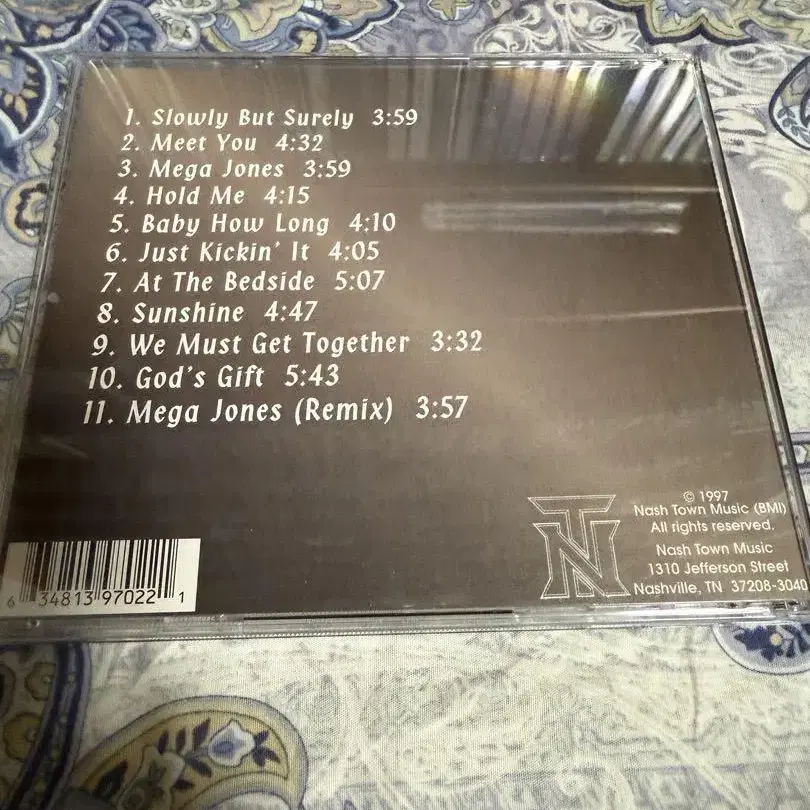 1. Slowly But Surely 3:59
2. Meet You 4:32
3. Mega Jones 3:59
4. Hold Me 4:15
5. Baby How Long 4:10
6. Just Kickin' It 4:05
7. At The Bedside 5:07
8. Sunshine 4:47
9. We Must Get Together 3:32
10. God's Gift 5:43
11. Mega Jones (Remix) 3:57
TN
© 1997
Nash Town Music (BMI)
All rights reserved.
Nash Town Music
1310 Jefferson Street
Nashville, TN 37208-3040
6 34813 97022 1